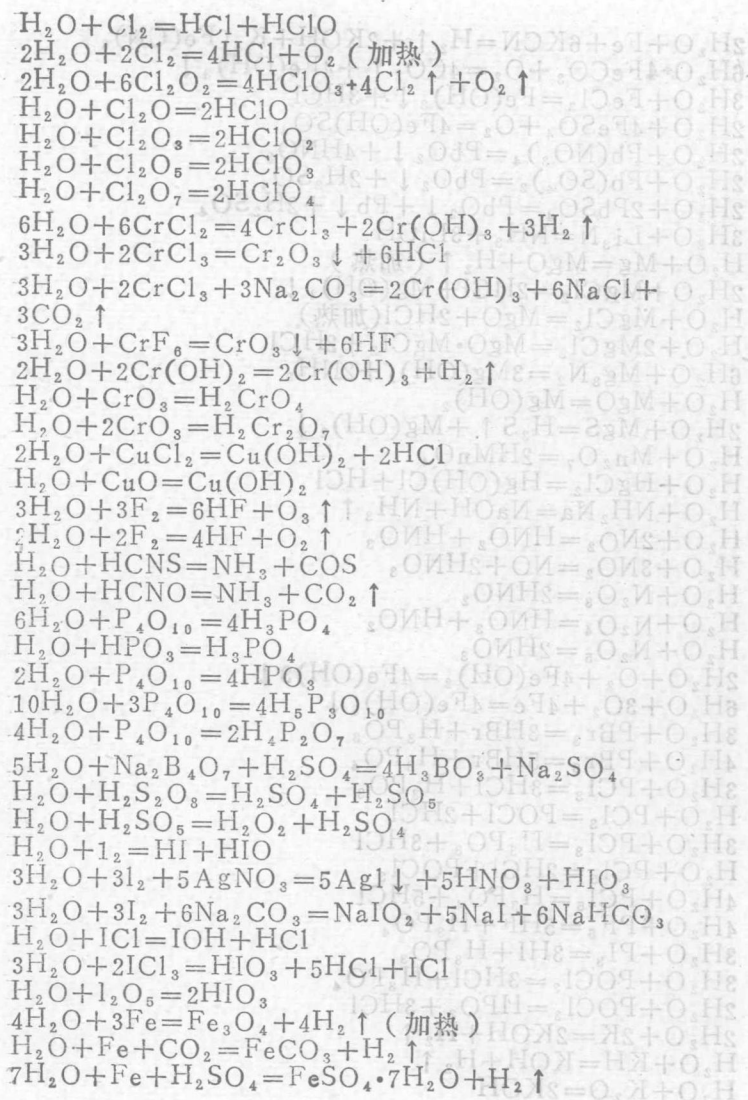 H₂O+Cl₂=HCl+HClO
2H₂O+2Cl₂=4HCl+O₂(加热)
2H₂O+6Cl₂O₂=4HClO₃+4Cl₂↑+O₂↑
H₂O+Cl₂O=2HClO
H₂O+Cl₂O₃=2HClO₂
H₂O+Cl₂O₅=2HClO₃
H₂O+Cl₂O₇=2HClO₄
6H₂O+6CrCl₂=4CrCl₃+2Cr(OH)₃+3H₂↑
3H₂O+2CrCl₃=Cr₂O₃↓+6HCl
3H₂O+2CrCl₃+3Na₂CO₃=2Cr(OH)₃+6NaCl+
3CO₂↑
3H₂O+CrF₆=CrO₃↓+6HF
2H₂O+2Cr(OH)₂=2Cr(OH)₃+H₂↑
H₂O+CrO₃=H₂CrO₄
H₂O+2CrO₃=H₂Cr₂O₇
2H₂O+CuCl₂=Cu(OH)₂+2HCl
H₂O+CuO=Cu(OH)₂
3H₂O+3F₂=6HF+O₃↑
2H₂O+2F₂=4HF+O₂↑
H₂O+HCNS=NH₃+COS
H₂O+HCNO=NH₃+CO₂↑
6H₂O+P₄O₁₀=4H₃PO₄
H₂O+HPO₃=H₃PO₄
2H₂O+P₄O₁₀=4HPO₃
10H₂O+3P₄O₁₀=4H₅P₃O₁₀
4H₂O+P₄O₁₀=2H₄P₂O₇
5H₂O+Na₂B₄O₇+H₂SO₄=4H₃BO₃+Na₂SO₄
H₂O+H₂S₂O₈=H₂SO₄+H₂SO₅
H₂O+H₂SO₅=H₂O₂+H₂SO₄
H₂O+I₂=HI+HIO
3H₂O+3I₂+5AgNO₃=5AgI↓+5HNO₃+HIO₃
3H₂O+3I₂+6Na₂CO₃=NaIO₂+5NaI+6NaHCO₃
H₂O+ICl=IOH+HCl
3H₂O+2ICl₃=HIO₃+5HCl+ICl
H₂O+I₂O₅=2HIO₃
4H₂O+3Fe=Fe₃O₄+4H₂↑(加热)
H₂O+Fe+CO₂=FeCO₃+H₂↑
7H₂O+Fe+H₂SO₄=FeSO₄·7H₂O+H₂↑